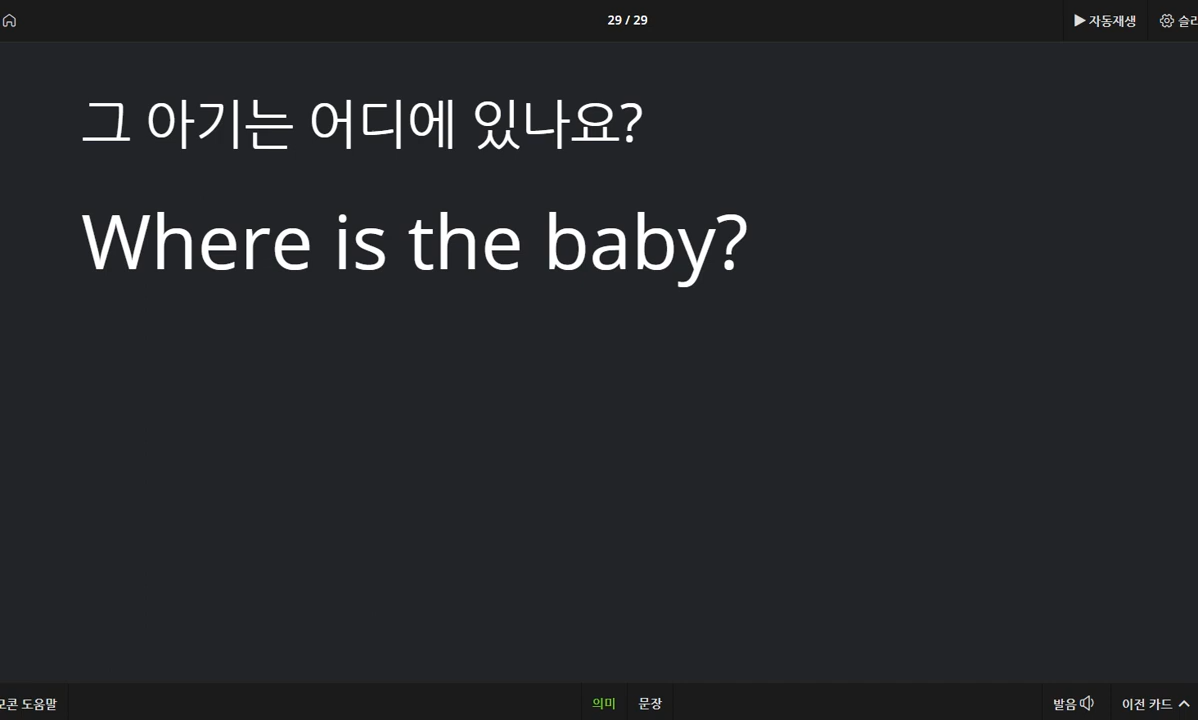 29 / 29
▶ 자동재생
그 아기는 어디에 있나요?
Where is the baby?
도움말
의미
문장
발음
이전 카드